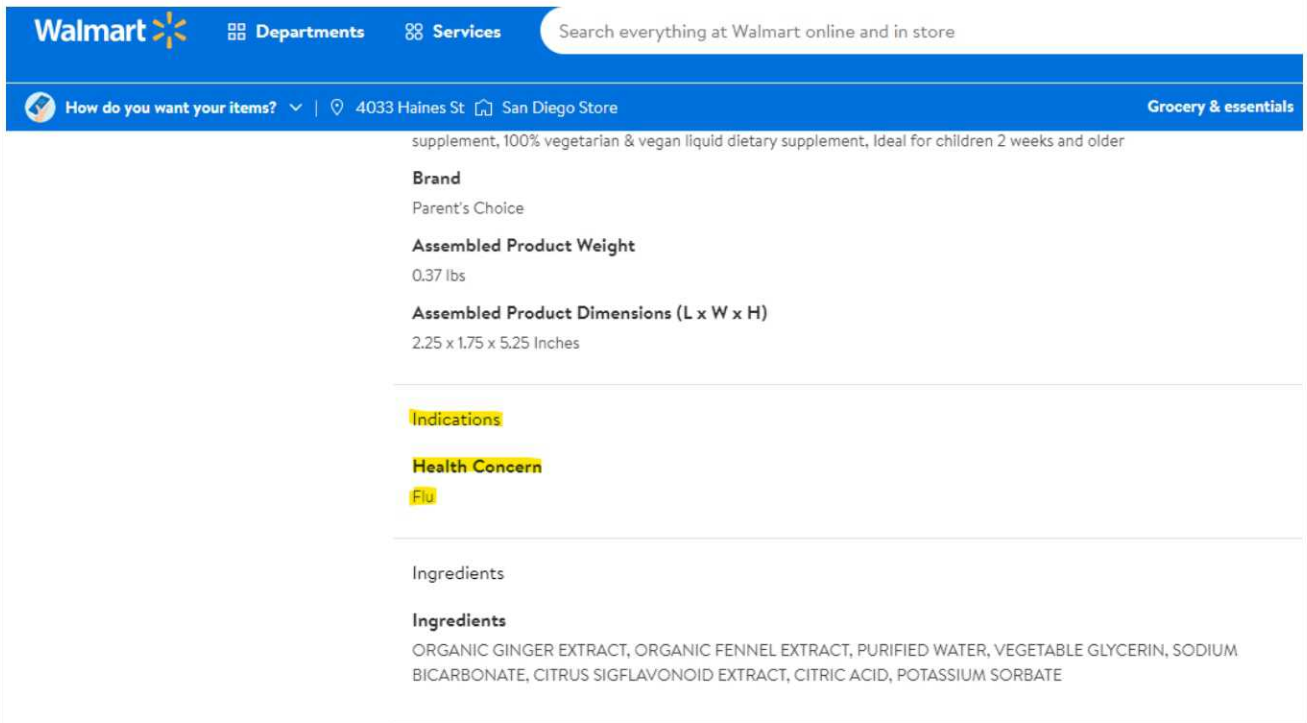 Walmart Departments Services Search everything at Walmart online and in store
How do you want your items? | 4033 Haines St San Diego Store Grocery & essentials
supplement, 100% vegetarian & vegan liquid dietary supplement, Ideal for children 2 weeks and older
Brand
Parent's Choice
Assembled Product Weight
0.37 lbs
Assembled Product Dimensions (L x W x H)
2.25 x 1.75 x 5.25 Inches
Indications
Health Concern
Flu
Ingredients
Ingredients
ORGANIC GINGER EXTRACT, ORGANIC FENNEL EXTRACT, PURIFIED WATER, VEGETABLE GLYCERIN, SODIUM
BICARBONATE, CITRUS SIGFLAVONOID EXTRACT, CITRIC ACID, POTASSIUM SORBATE